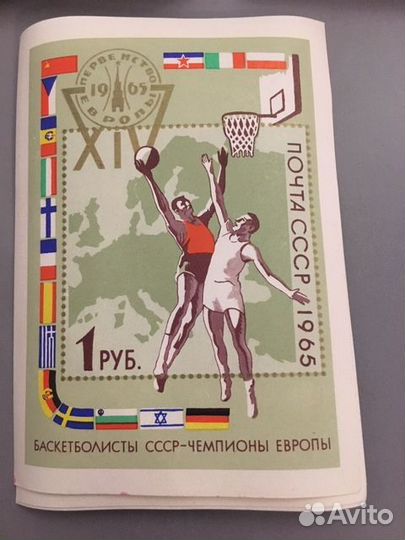 ПЕРВЕНСТВО
1965
ЕВРОПЫ
XIV
ПОЧТА СССР-1965
1 РУБ.
БАСКЕТБОЛИСТЫ СССР-ЧЕМПИОНЫ ЕВРОПЫ
Avito